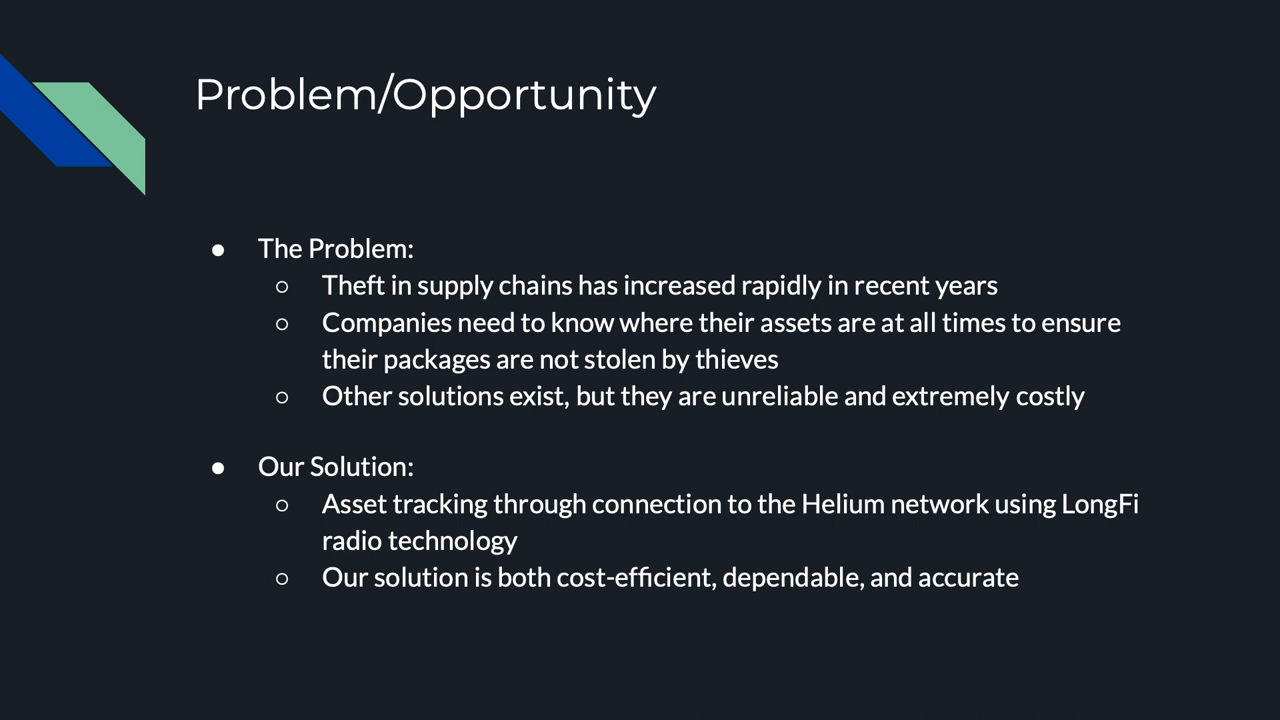 Problem/Opportunity
● The Problem:
○ Theft in supply chains has increased rapidly in recent years
○ Companies need to know where their assets are at all times to ensure
their packages are not stolen by thieves
○ Other solutions exist, but they are unreliable and extremely costly
● Our Solution:
○ Asset tracking through connection to the Helium network using LongFi
radio technology
○ Our solution is both cost-efficient, dependable, and accurate